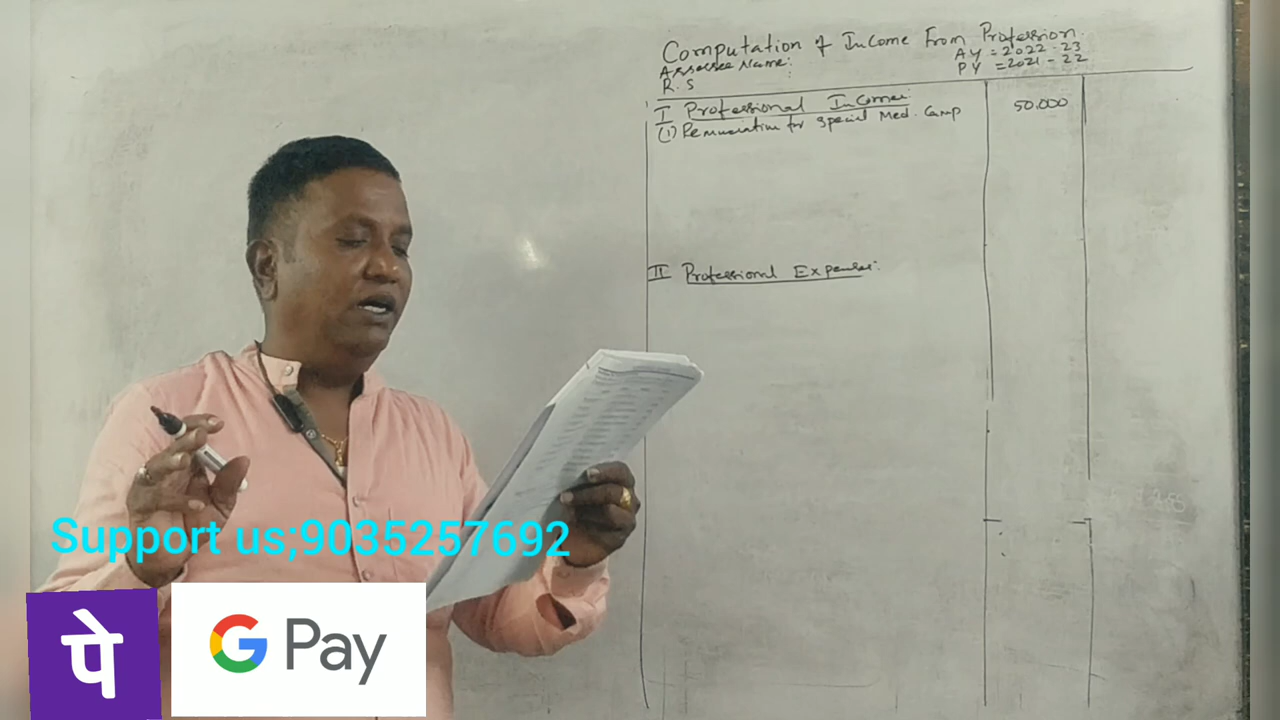 Computation of Income From Profession.
Assessee Name:
AY = 2022-23
R.S
PY = 2021-22
I Professional Income:
(1) Remuneration for special Med. Camp
50,000
II Professional Expenses:
Support us;9035257692
पे
G Pay